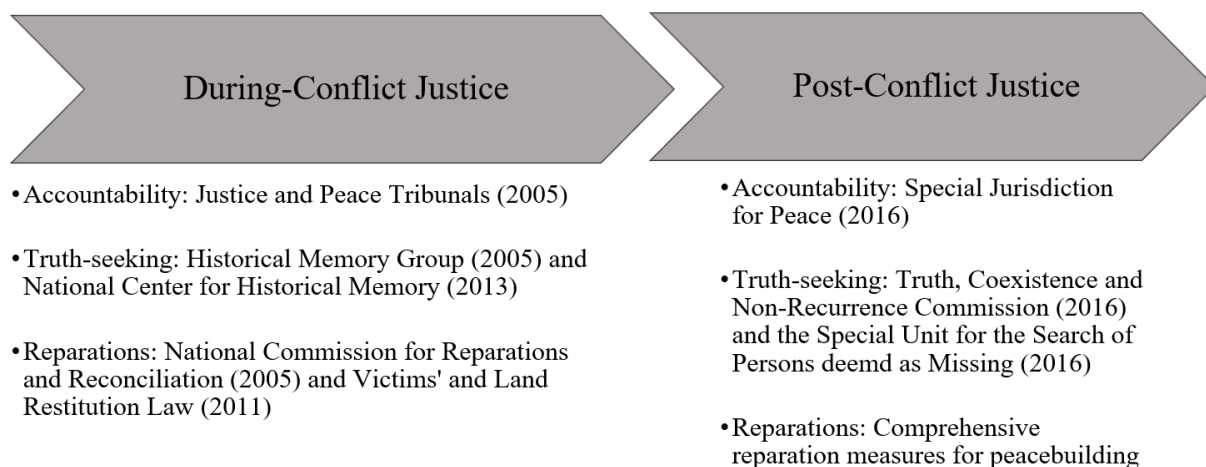 During-Conflict Justice
•Accountability: Justice and Peace Tribunals (2005)
•Truth-seeking: Historical Memory Group (2005) and
National Center for Historical Memory (2013)
•Reparations: National Commission for Reparations
and Reconciliation (2005) and Victims' and Land
Restitution Law (2011)
Post-Conflict Justice
•Accountability: Special Jurisdiction
for Peace (2016)
•Truth-seeking: Truth, Coexistence and
Non-Recurrence Commission (2016)
and the Special Unit for the Search of
Persons deemd as Missing (2016)
•Reparations: Comprehensive
reparation measures for peacebuilding